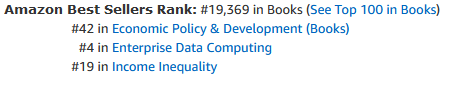 Amazon Best Sellers Rank: #19,369 in Books (See Top 100 in Books)
#42 in Economic Policy & Development (Books)
#4 in Enterprise Data Computing
#19 in Income Inequality